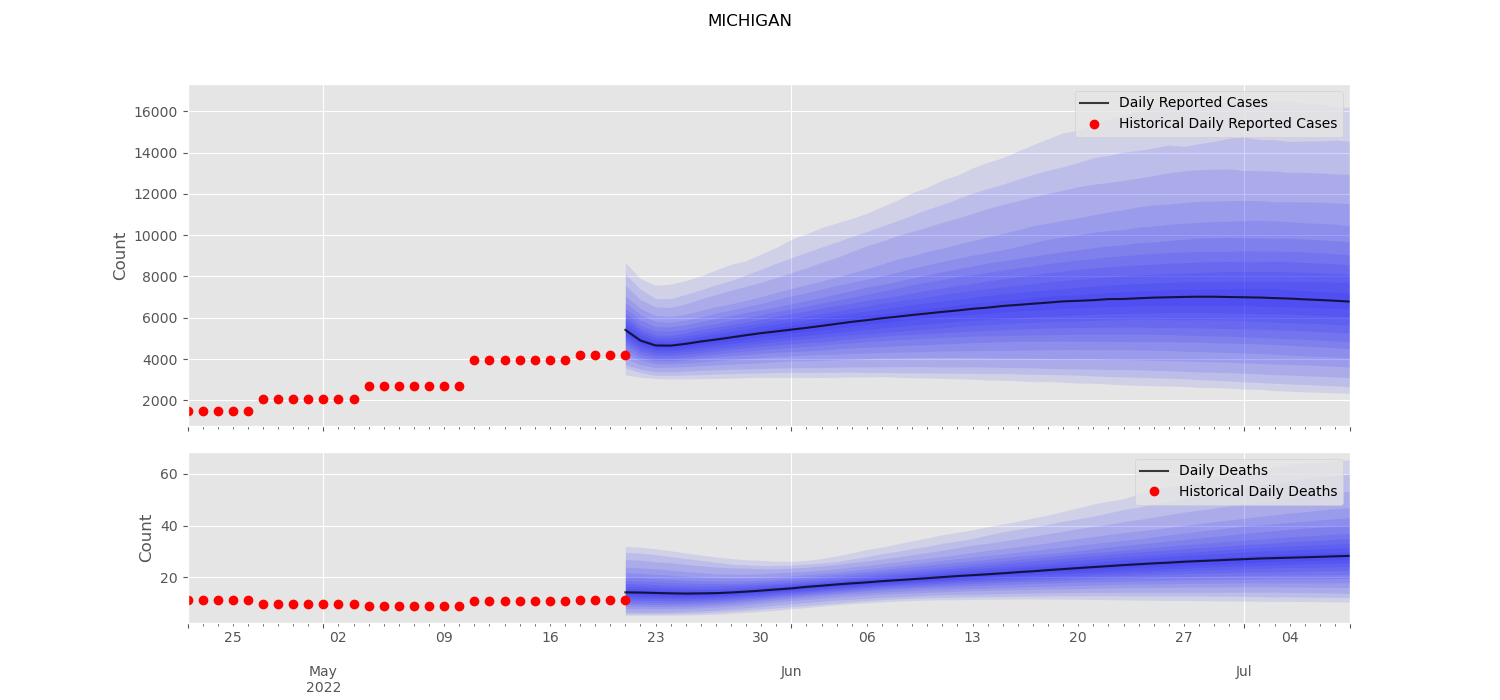 MICHIGAN
16000
14000
12000
10000
8000
6000
4000
2000
Count
Daily Reported Cases
Historical Daily Reported Cases
60
40
20
Count
Daily Deaths
Historical Daily Deaths
25 02 09 16 23 30 06 13 20 27 04
May Jun Jul
2022